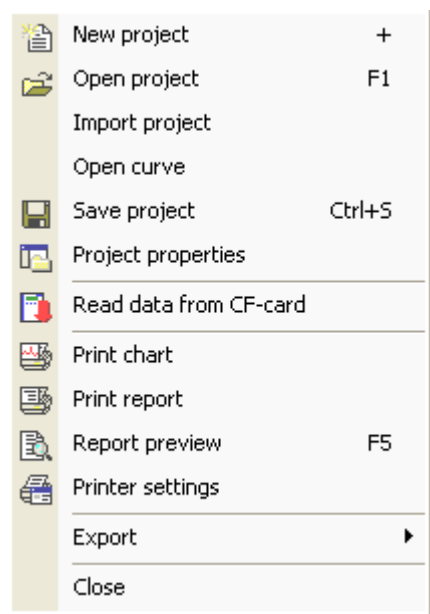 New project +
Open project F1
Import project
Open curve
Save project Ctrl+S
Project properties
Read data from CF-card
Print chart
Print report
Report preview F5
Printer settings
Export
Close